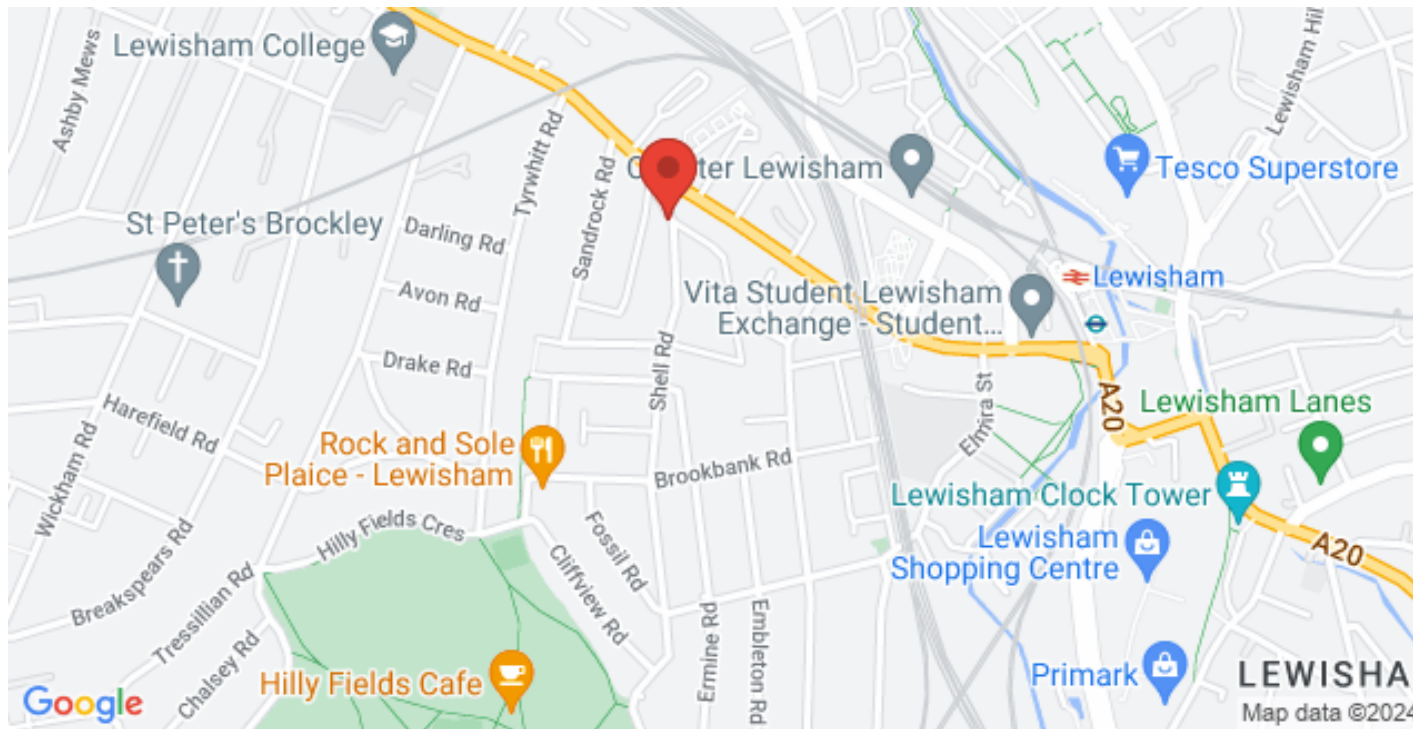 Lewisham College
Ashby Mews
Lewisham Hil
Tyrwhitt Rd
Sandrock Rd
ter Lewisham
Tesco Superstore
St Peter's Brockley
Darling Rd
Avon Rd
Lewisham
Vita Student Lewisham
Exchange - Student...
Drake Rd
Shell Rd
Elmira St
A20
Lewisham Lanes
Harefield Rd
Wickham Rd
Rock and Sole
Plaice - Lewisham
Brookbank Rd
Lewisham Clock Tower
Hilly Fields Cres
Fossil Rd
Cliffview Rd
Lewisham
Shopping Centre
A20
Breakspears Rd
Tressillian Rd
Chalsey Rd
Ermine Rd
Embleton Rd
Hilly Fields Cafe
Primark
LEWISHA
Google
Map data ©2024